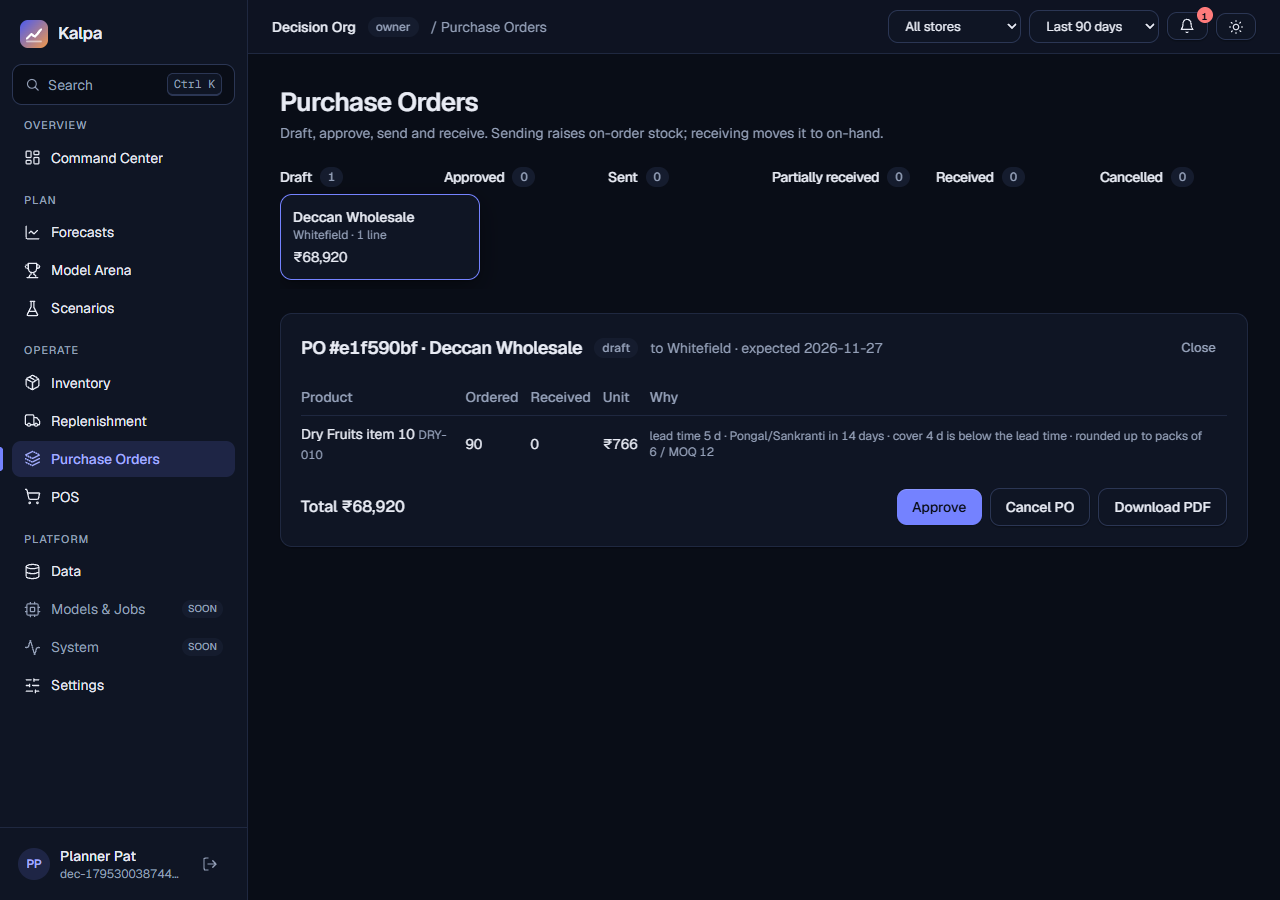 Kalpa
Search Ctrl K
OVERVIEW
Command Center
PLAN
Forecasts
Model Arena
Scenarios
OPERATE
Inventory
Replenishment
Purchase Orders
POS
PLATFORM
Data
Models & Jobs SOON
System SOON
Settings
PP Planner Pat
dec-179530038744…
Decision Org owner / Purchase Orders
All stores Last 90 days 1
Purchase Orders
Draft, approve, send and receive. Sending raises on-order stock; receiving moves it to on-hand.
Draft 1 Approved 0 Sent 0 Partially received 0 Received 0 Cancelled 0
Deccan Wholesale
Whitefield · 1 line
₹68,920
PO #e1f590bf · Deccan Wholesale draft to Whitefield · expected 2026-11-27 Close
Product Ordered Received Unit Why
Dry Fruits item 10 DRY-
010
90 0 ₹766
lead time 5 d · Pongal/Sankranti in 14 days · cover 4 d is below the lead time · rounded up to packs of
6 / MOQ 12
Total ₹68,920 Approve Cancel PO Download PDF